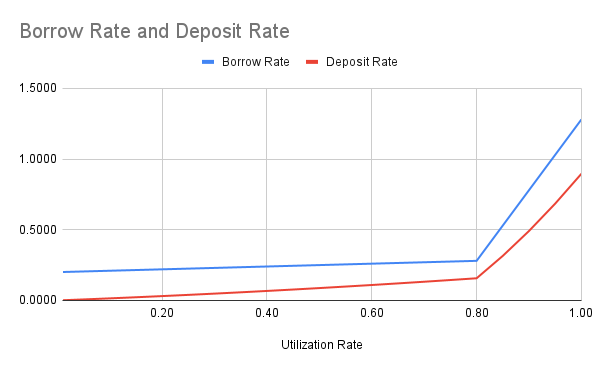 Borrow Rate and Deposit Rate
Borrow Rate Deposit Rate
1.5000
1.0000
0.5000
0.0000
0.20 0.40 0.60 0.80 1.00
Utilization Rate